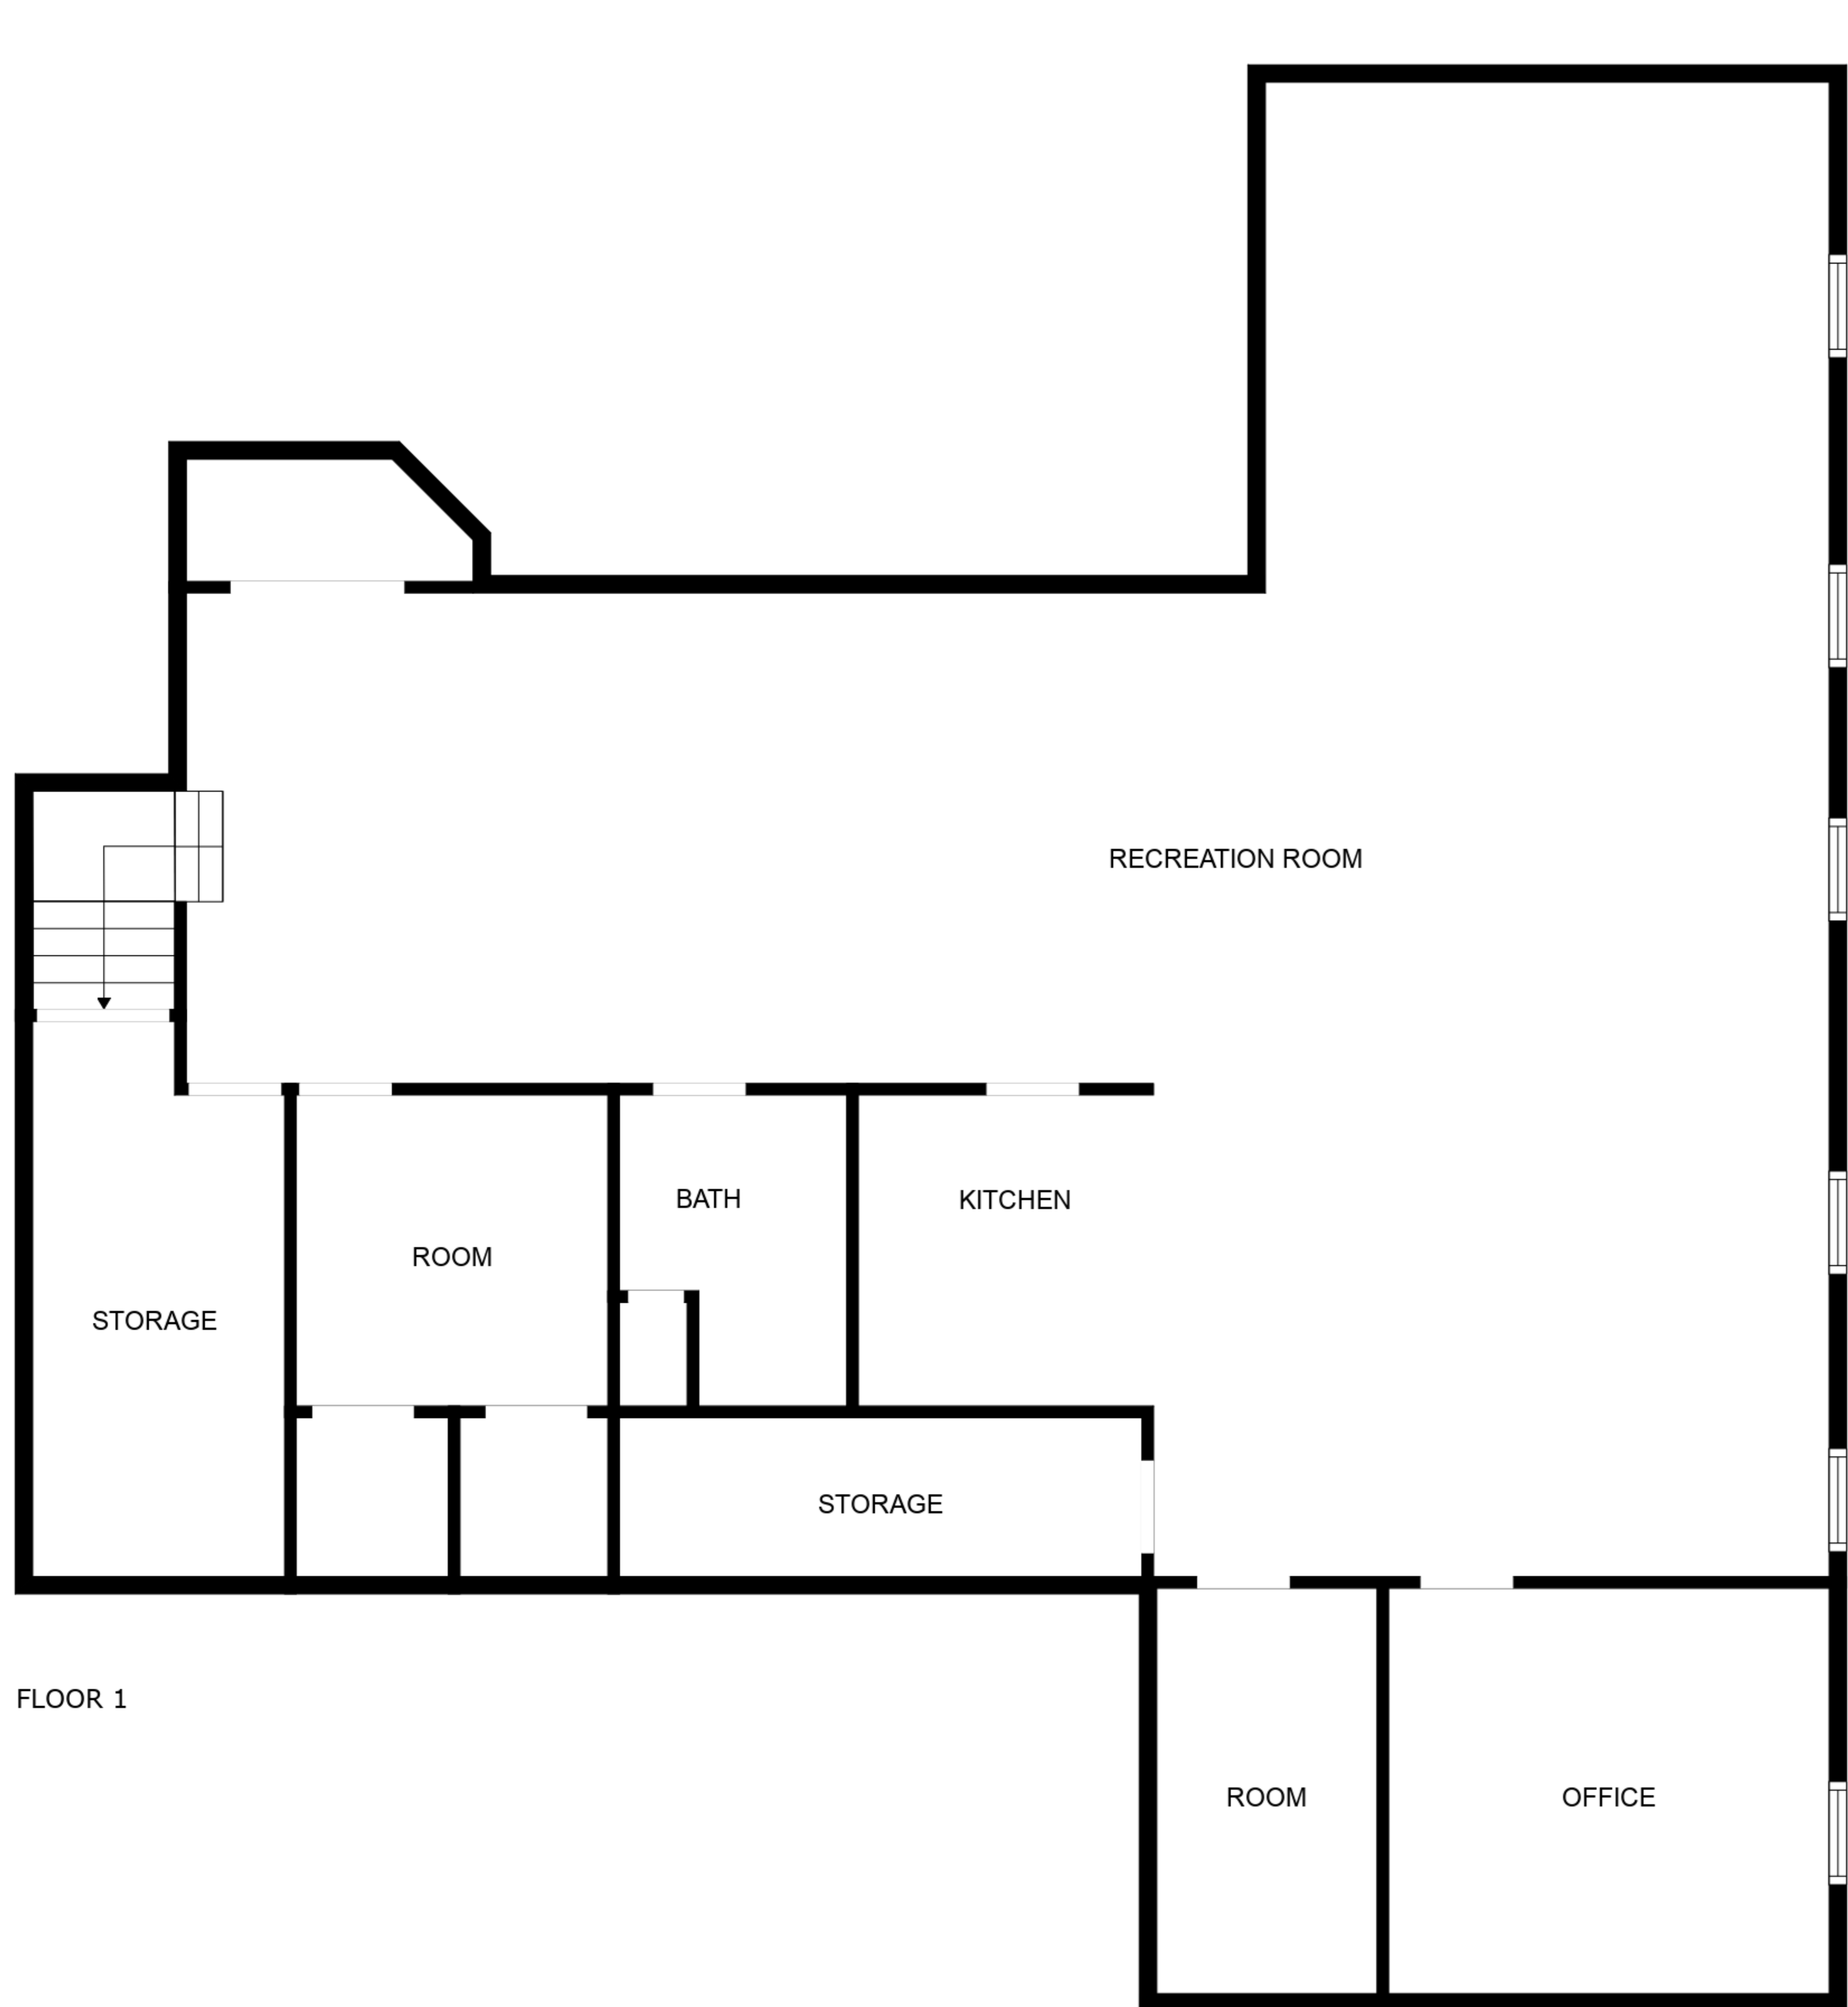 RECREATION ROOM
BATH
KITCHEN
ROOM
STORAGE
STORAGE
FLOOR 1
ROOM
OFFICE